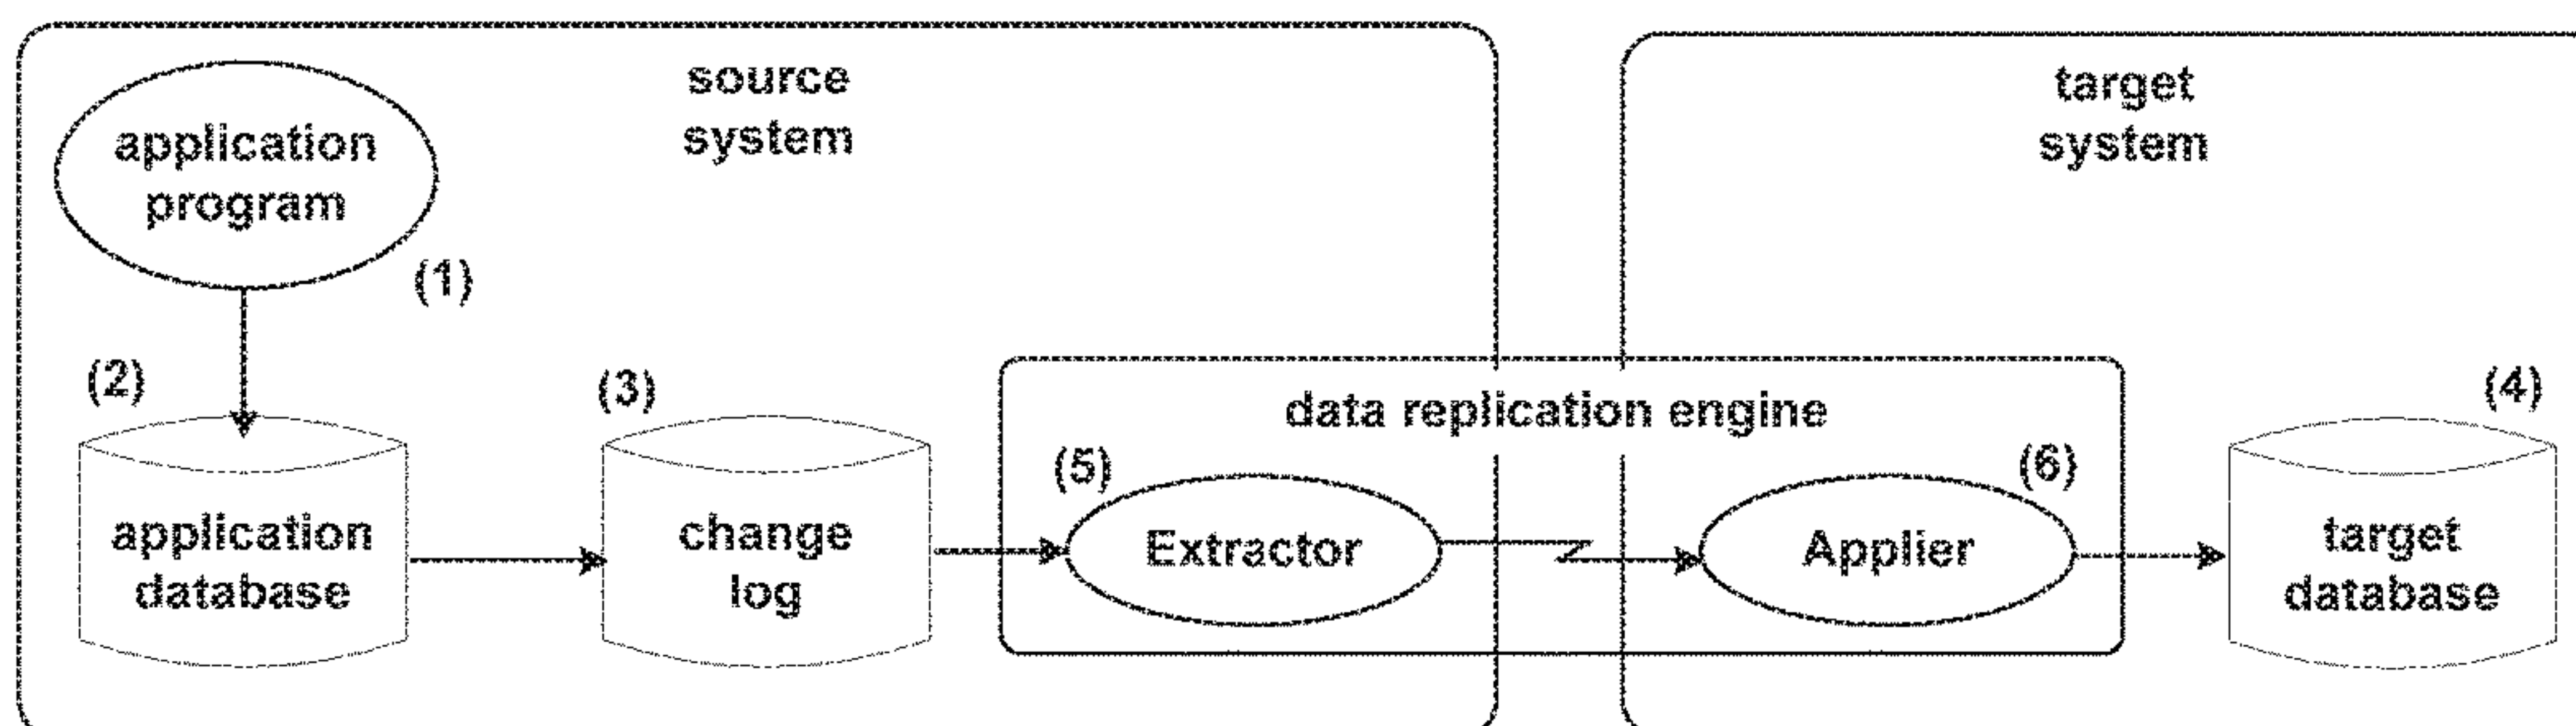 source
system
target
system
application
program
(1)
(2)
(3)
(4)
data replication engine
(5)
(6)
application
database
change
log
Extractor
Applier
target
database